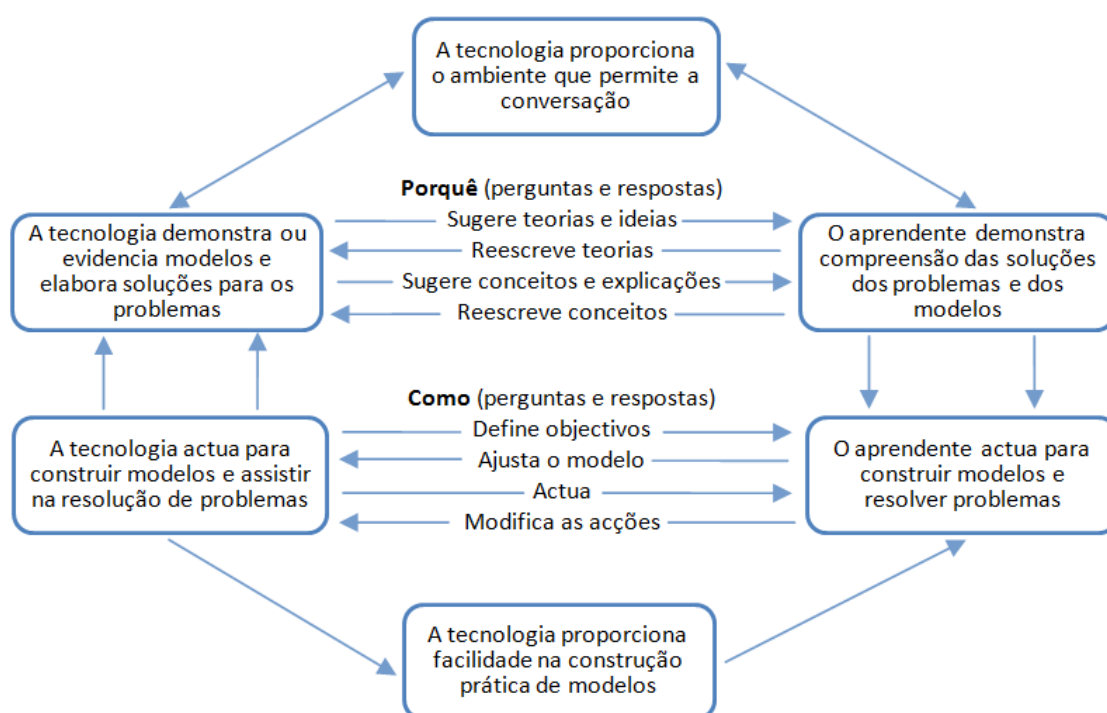 A tecnologia proporciona
o ambiente que permite a
conversação
Porquê (perguntas e respostas)
Sugere teorias e ideias
Reescreve teorias
Sugere conceitos e explicações
Reescreve conceitos
A tecnologia demonstra ou
evidencia modelos e
elabora soluções para os
problemas
O aprendente demonstra
compreensão das soluções
dos problemas e dos
modelos
Como (perguntas e respostas)
Define objectivos
Ajusta o modelo
Actua
Modifica as acções
A tecnologia actua para
construir modelos e assistir
na resolução de problemas
O aprendente actua para
construir modelos e
resolver problemas
A tecnologia proporciona
facilidade na construção
prática de modelos